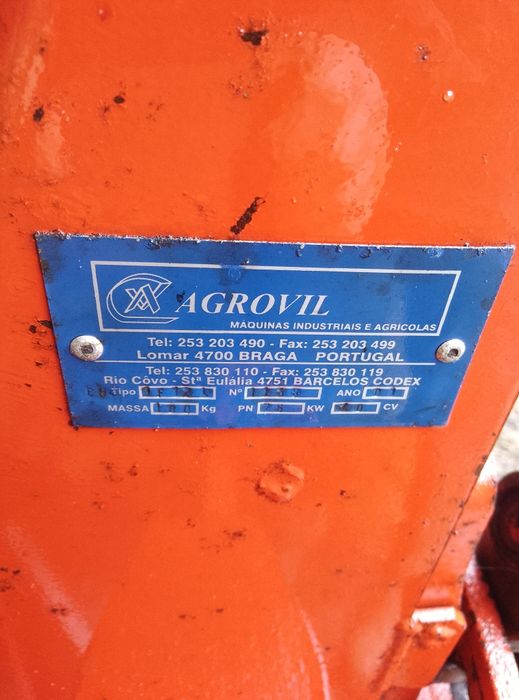 AGROVIL
MÁQUINAS INDUSTRIAIS E AGRICOLAS
Tel: 253 203 490 - Fax: 253 203 499
Lomar 4700 BRAGA PORTUGAL
Tel: 253 830 110 - Fax: 253 830 119
Rio Côvo - Stª Eulália 4751 BARCELOS CODEX
Tipo Nº ANO
MASSA Kg PN KW CV